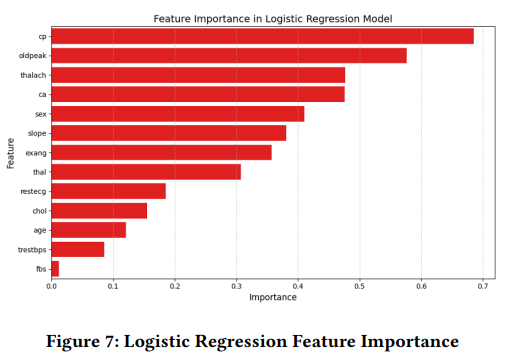 Feature Importance in Logistic Regression Model
cp
oldpeak
thalach
ca
sex
slope
exang
thal
restecg
chol
age
trestbps
fbs
Feature
0.0 0.1 0.2 0.3 0.4 0.5 0.6 0.7
Importance
Figure 7: Logistic Regression Feature Importance